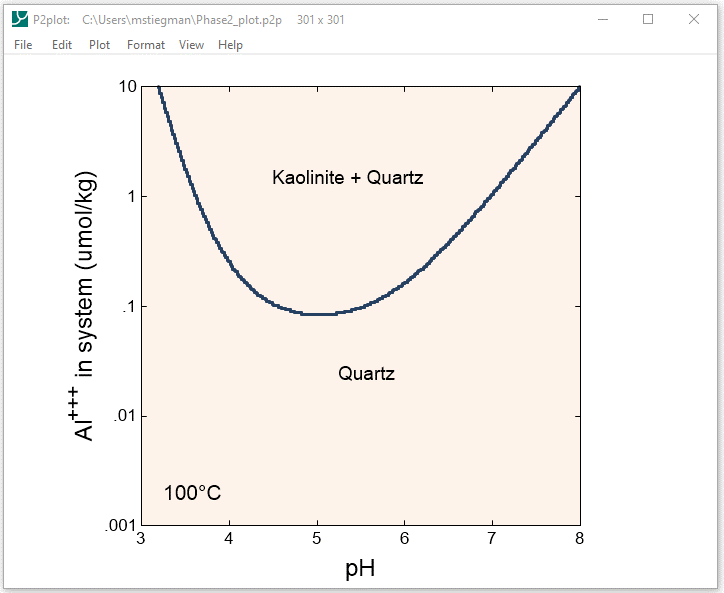 P2plot: C:\Users\mstiegman\Phase2_plot.p2p 301 x 301
File Edit Plot Format View Help
10
1
.1
.01
.001
Al+++ in system (umol/kg)
Kaolinite + Quartz
Quartz
100°C
3 4 5 6 7 8
pH